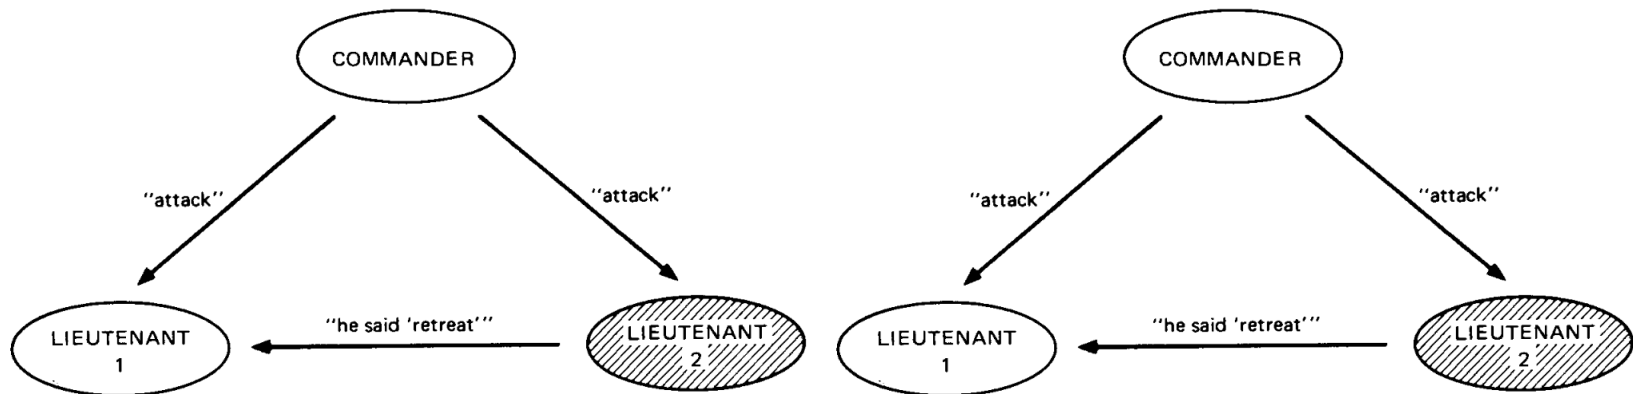 COMMANDER
"attack"
"attack"
"he said 'retreat'"
LIEUTENANT
1
LIEUTENANT
2
COMMANDER
"attack"
"attack"
"he said 'retreat'"
LIEUTENANT
1
LIEUTENANT
2